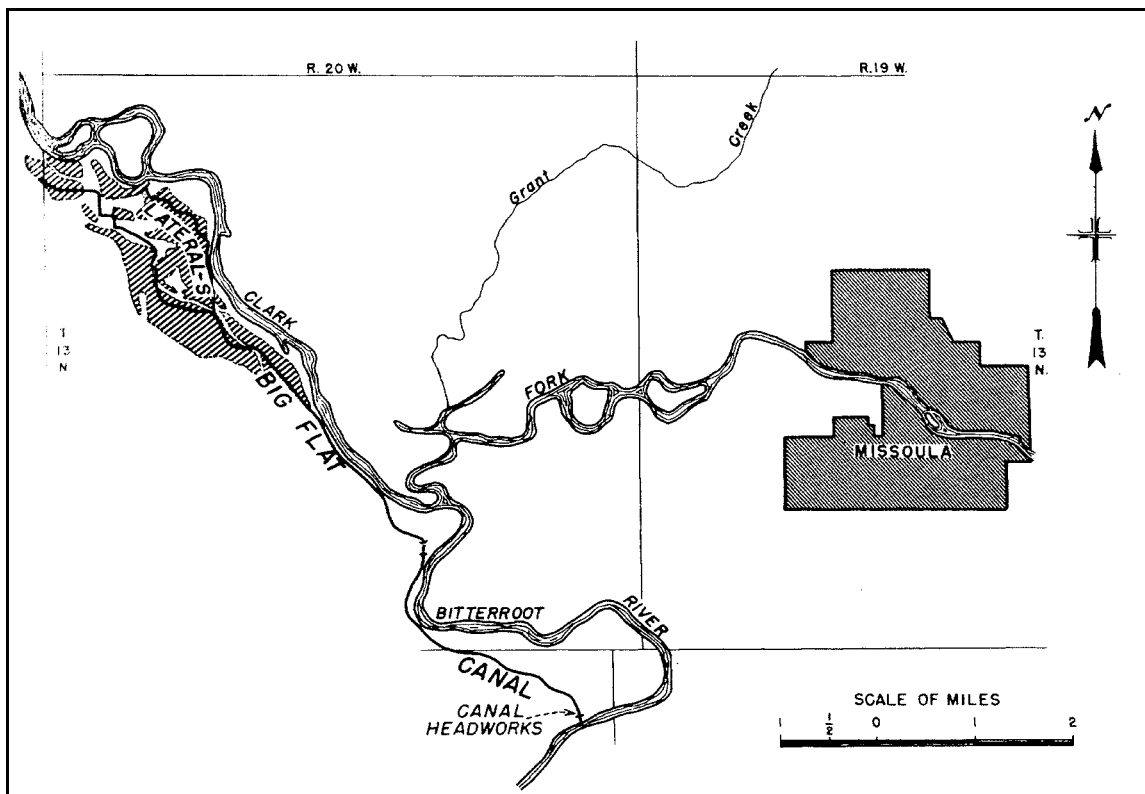 R. 20 W.
R.19 W.
N
Grant
Creek
LATERAL-S
CLARK
T
13
N
T.
13
N.
BIG FLAT
FORK
MISSOULA
BITTERROOT
RIVER
CANAL
CANAL
HEADWORKS
SCALE OF MILES
1 1/2 0 1 2